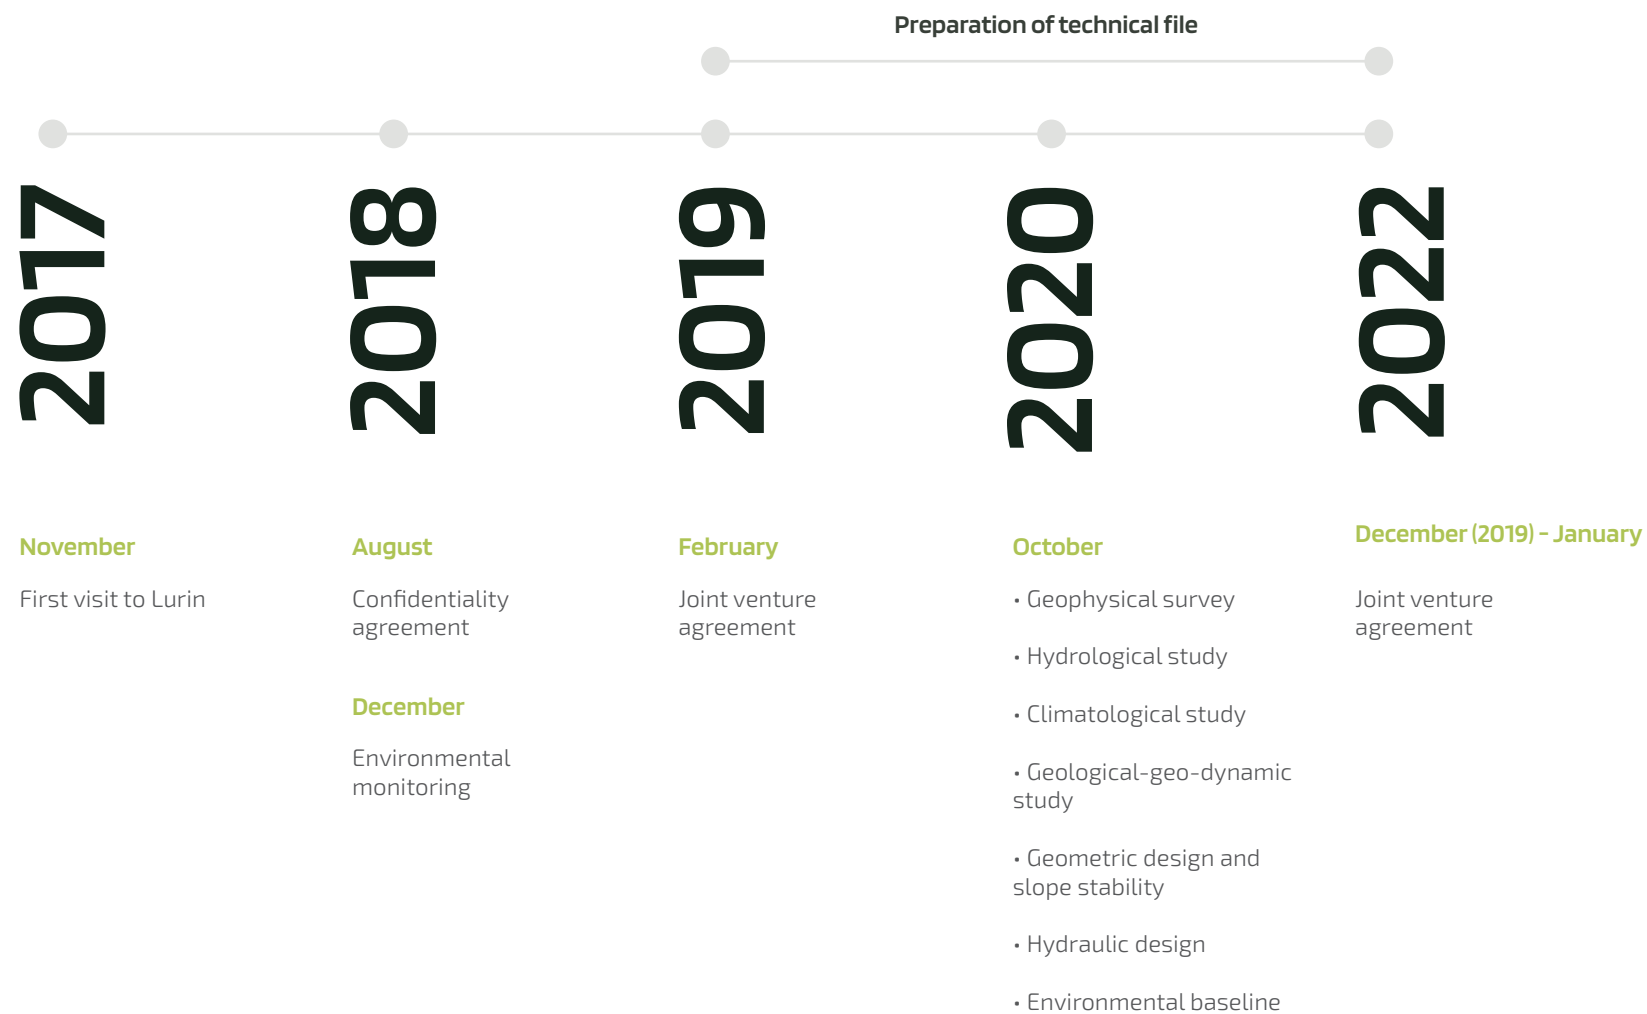 Preparation of technical file
2017
2018
2019
2020
2022
November
First visit to Lurin
August
Confidentiality
agreement
December
Environmental
monitoring
February
Joint venture
agreement
October
• Geophysical survey
• Hydrological study
• Climatological study
• Geological-geo-dynamic
study
• Geometric design and
slope stability
• Hydraulic design
• Environmental baseline
December (2019) - January
Joint venture
agreement